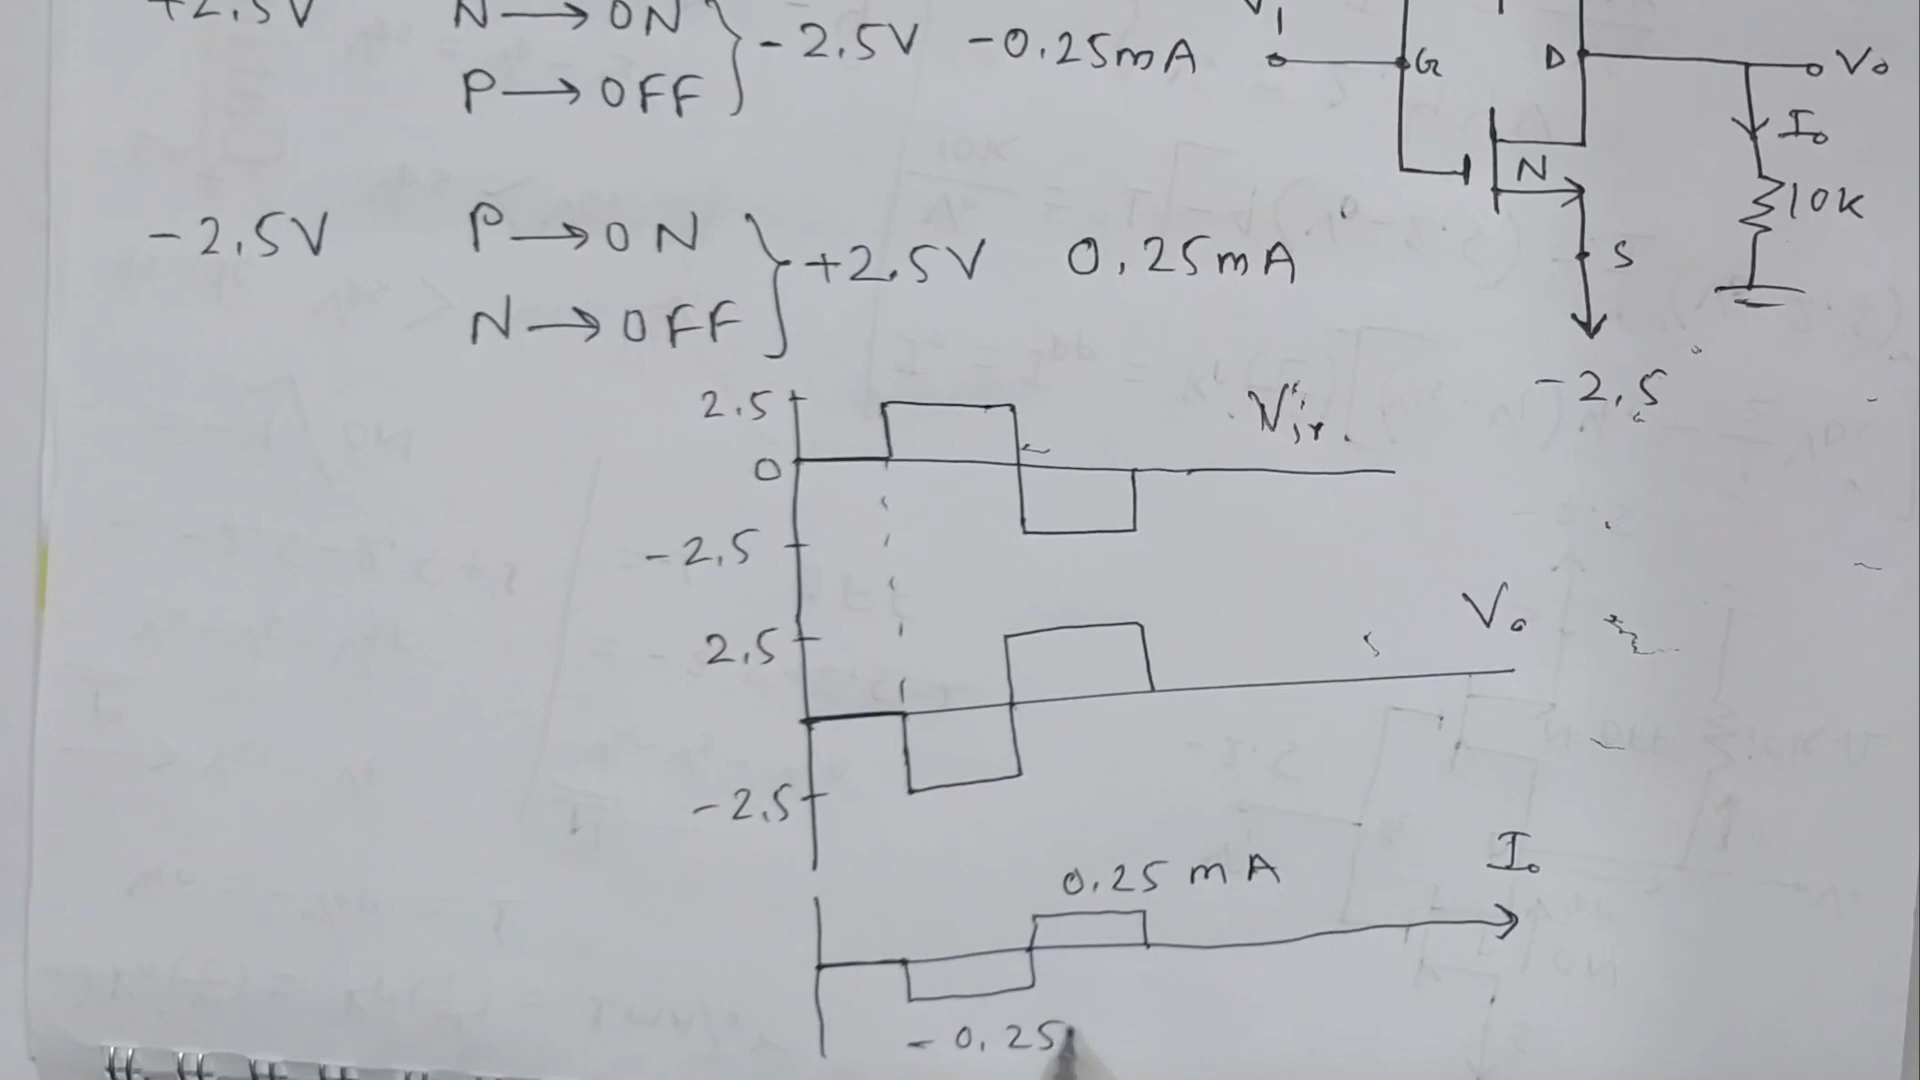 +2.5V N → ON
P → OFF
-2.5V -0.25mA
-2.5V P → ON
N → OFF
+2.5V 0.25mA
G
D
Vo
Io
N
10K
S
-2.5
2.5
0
-2.5
2.5
Vo
-2.5
0.25 mA
Io
-0.25